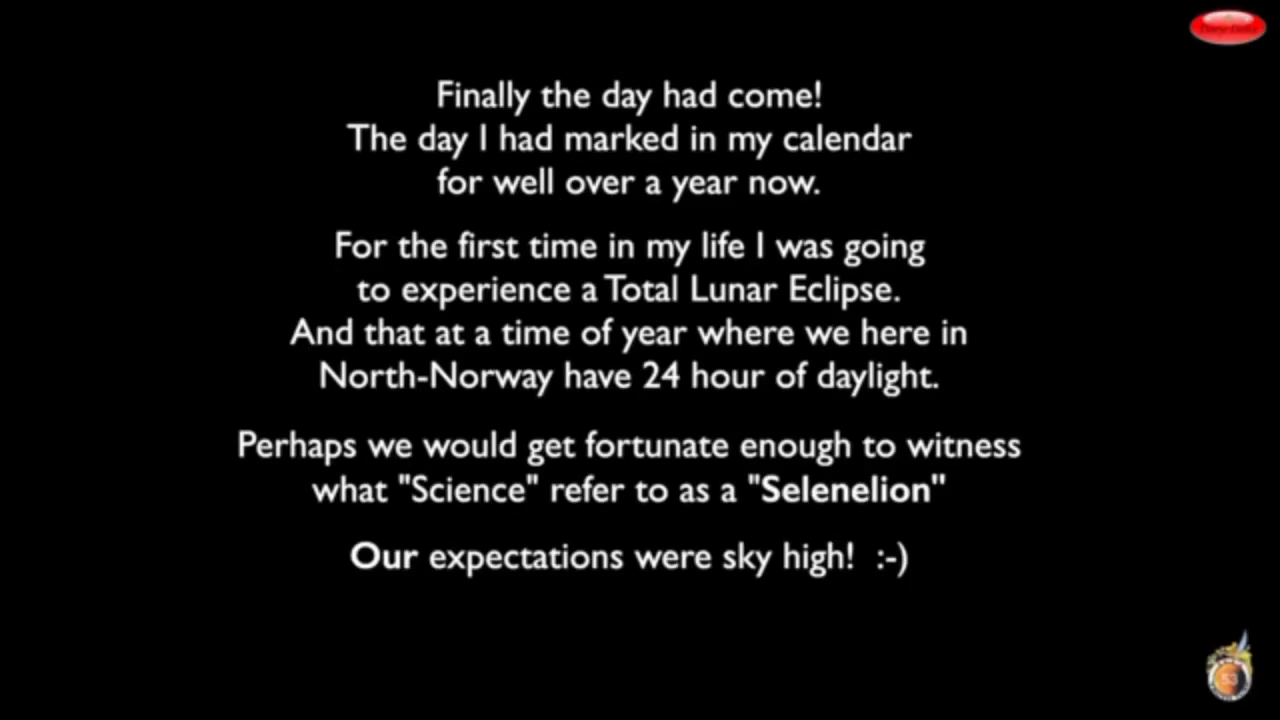 Finally the day had come!
The day I had marked in my calendar
for well over a year now.
For the first time in my life I was going
to experience a Total Lunar Eclipse.
And that at a time of year where we here in
North-Norway have 24 hour of daylight.
Perhaps we would get fortunate enough to witness
what "Science" refer to as a "Selenelion"
Our expectations were sky high!  :-)